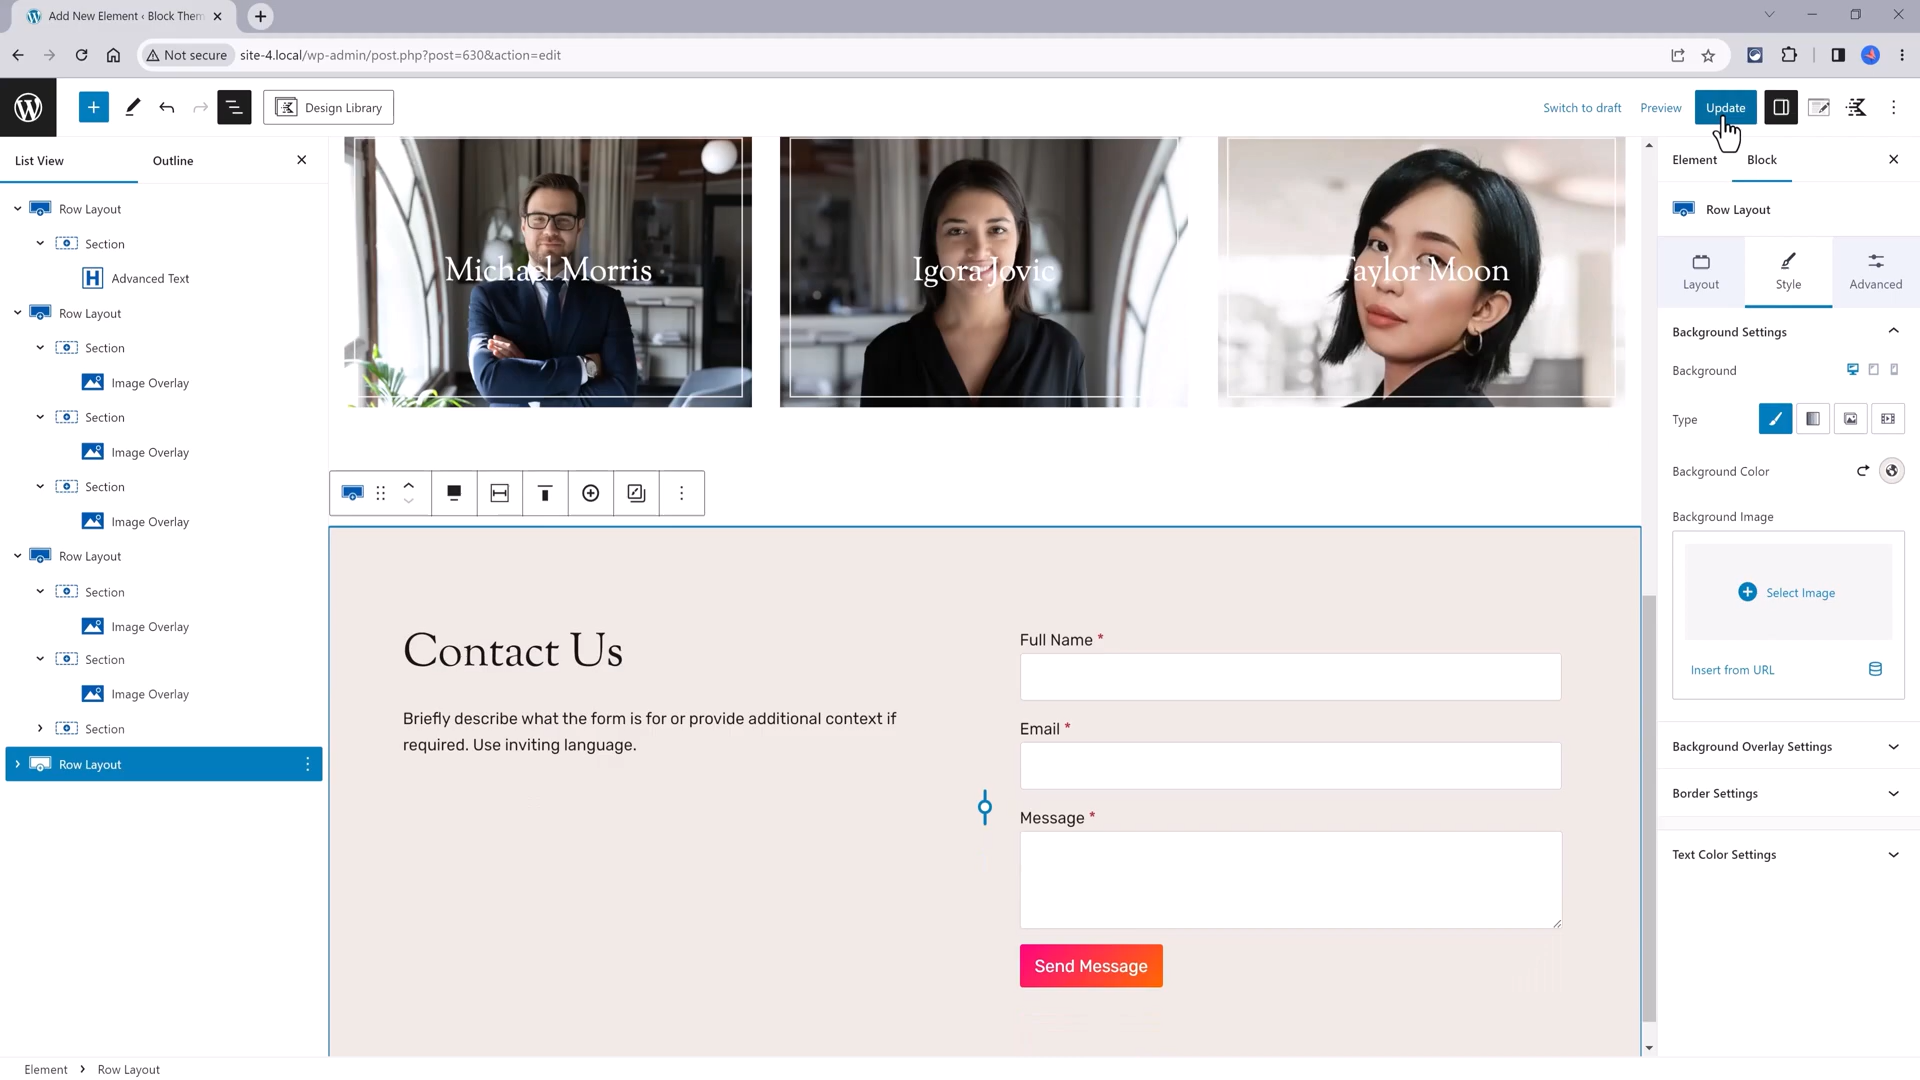 Add New Element ‹ Block Them
Not secure
site-4.local/wp-admin/post.php?post=630&action=edit
Design Library
Switch to draft
Preview
Update
List View
Outline
Row Layout
Section
Advanced Text
Row Layout
Section
Image Overlay
Section
Image Overlay
Section
Image Overlay
Row Layout
Section
Image Overlay
Section
Image Overlay
Section
Row Layout
Michael Morris
Igora Jovic
Taylor Moon
Contact Us
Briefly describe what the form is for or provide additional context if
required. Use inviting language.
Full Name *
Email *
Message *
Send Message
Element
Block
Row Layout
Layout
Style
Advanced
Background Settings
Background
Type
Background Color
Background Image
Select Image
Insert from URL
Background Overlay Settings
Border Settings
Text Color Settings
Element › Row Layout